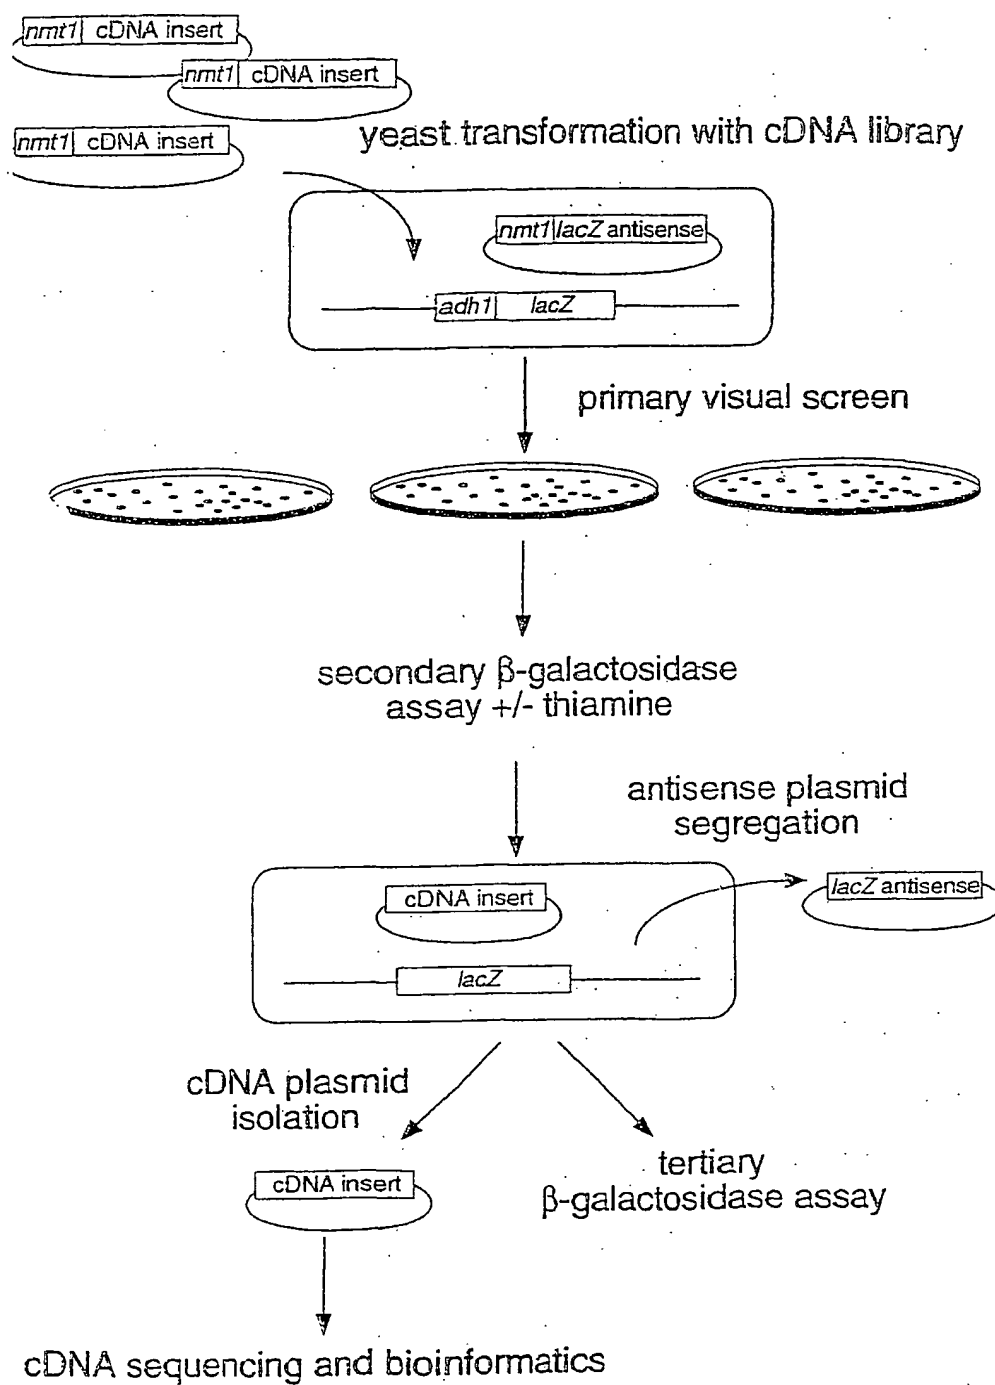 nmt1 cDNA insert
nmt1 cDNA insert
nmt1 cDNA insert
yeast transformation with cDNA library
nmt1 lacZ antisense
adh1 lacZ
primary visual screen
secondary β-galactosidase
assay +/- thiamine
antisense plasmid
segregation
cDNA insert
lacZ antisense
lacZ
cDNA plasmid
isolation
cDNA insert
tertiary
β-galactosidase assay
cDNA sequencing and bioinformatics